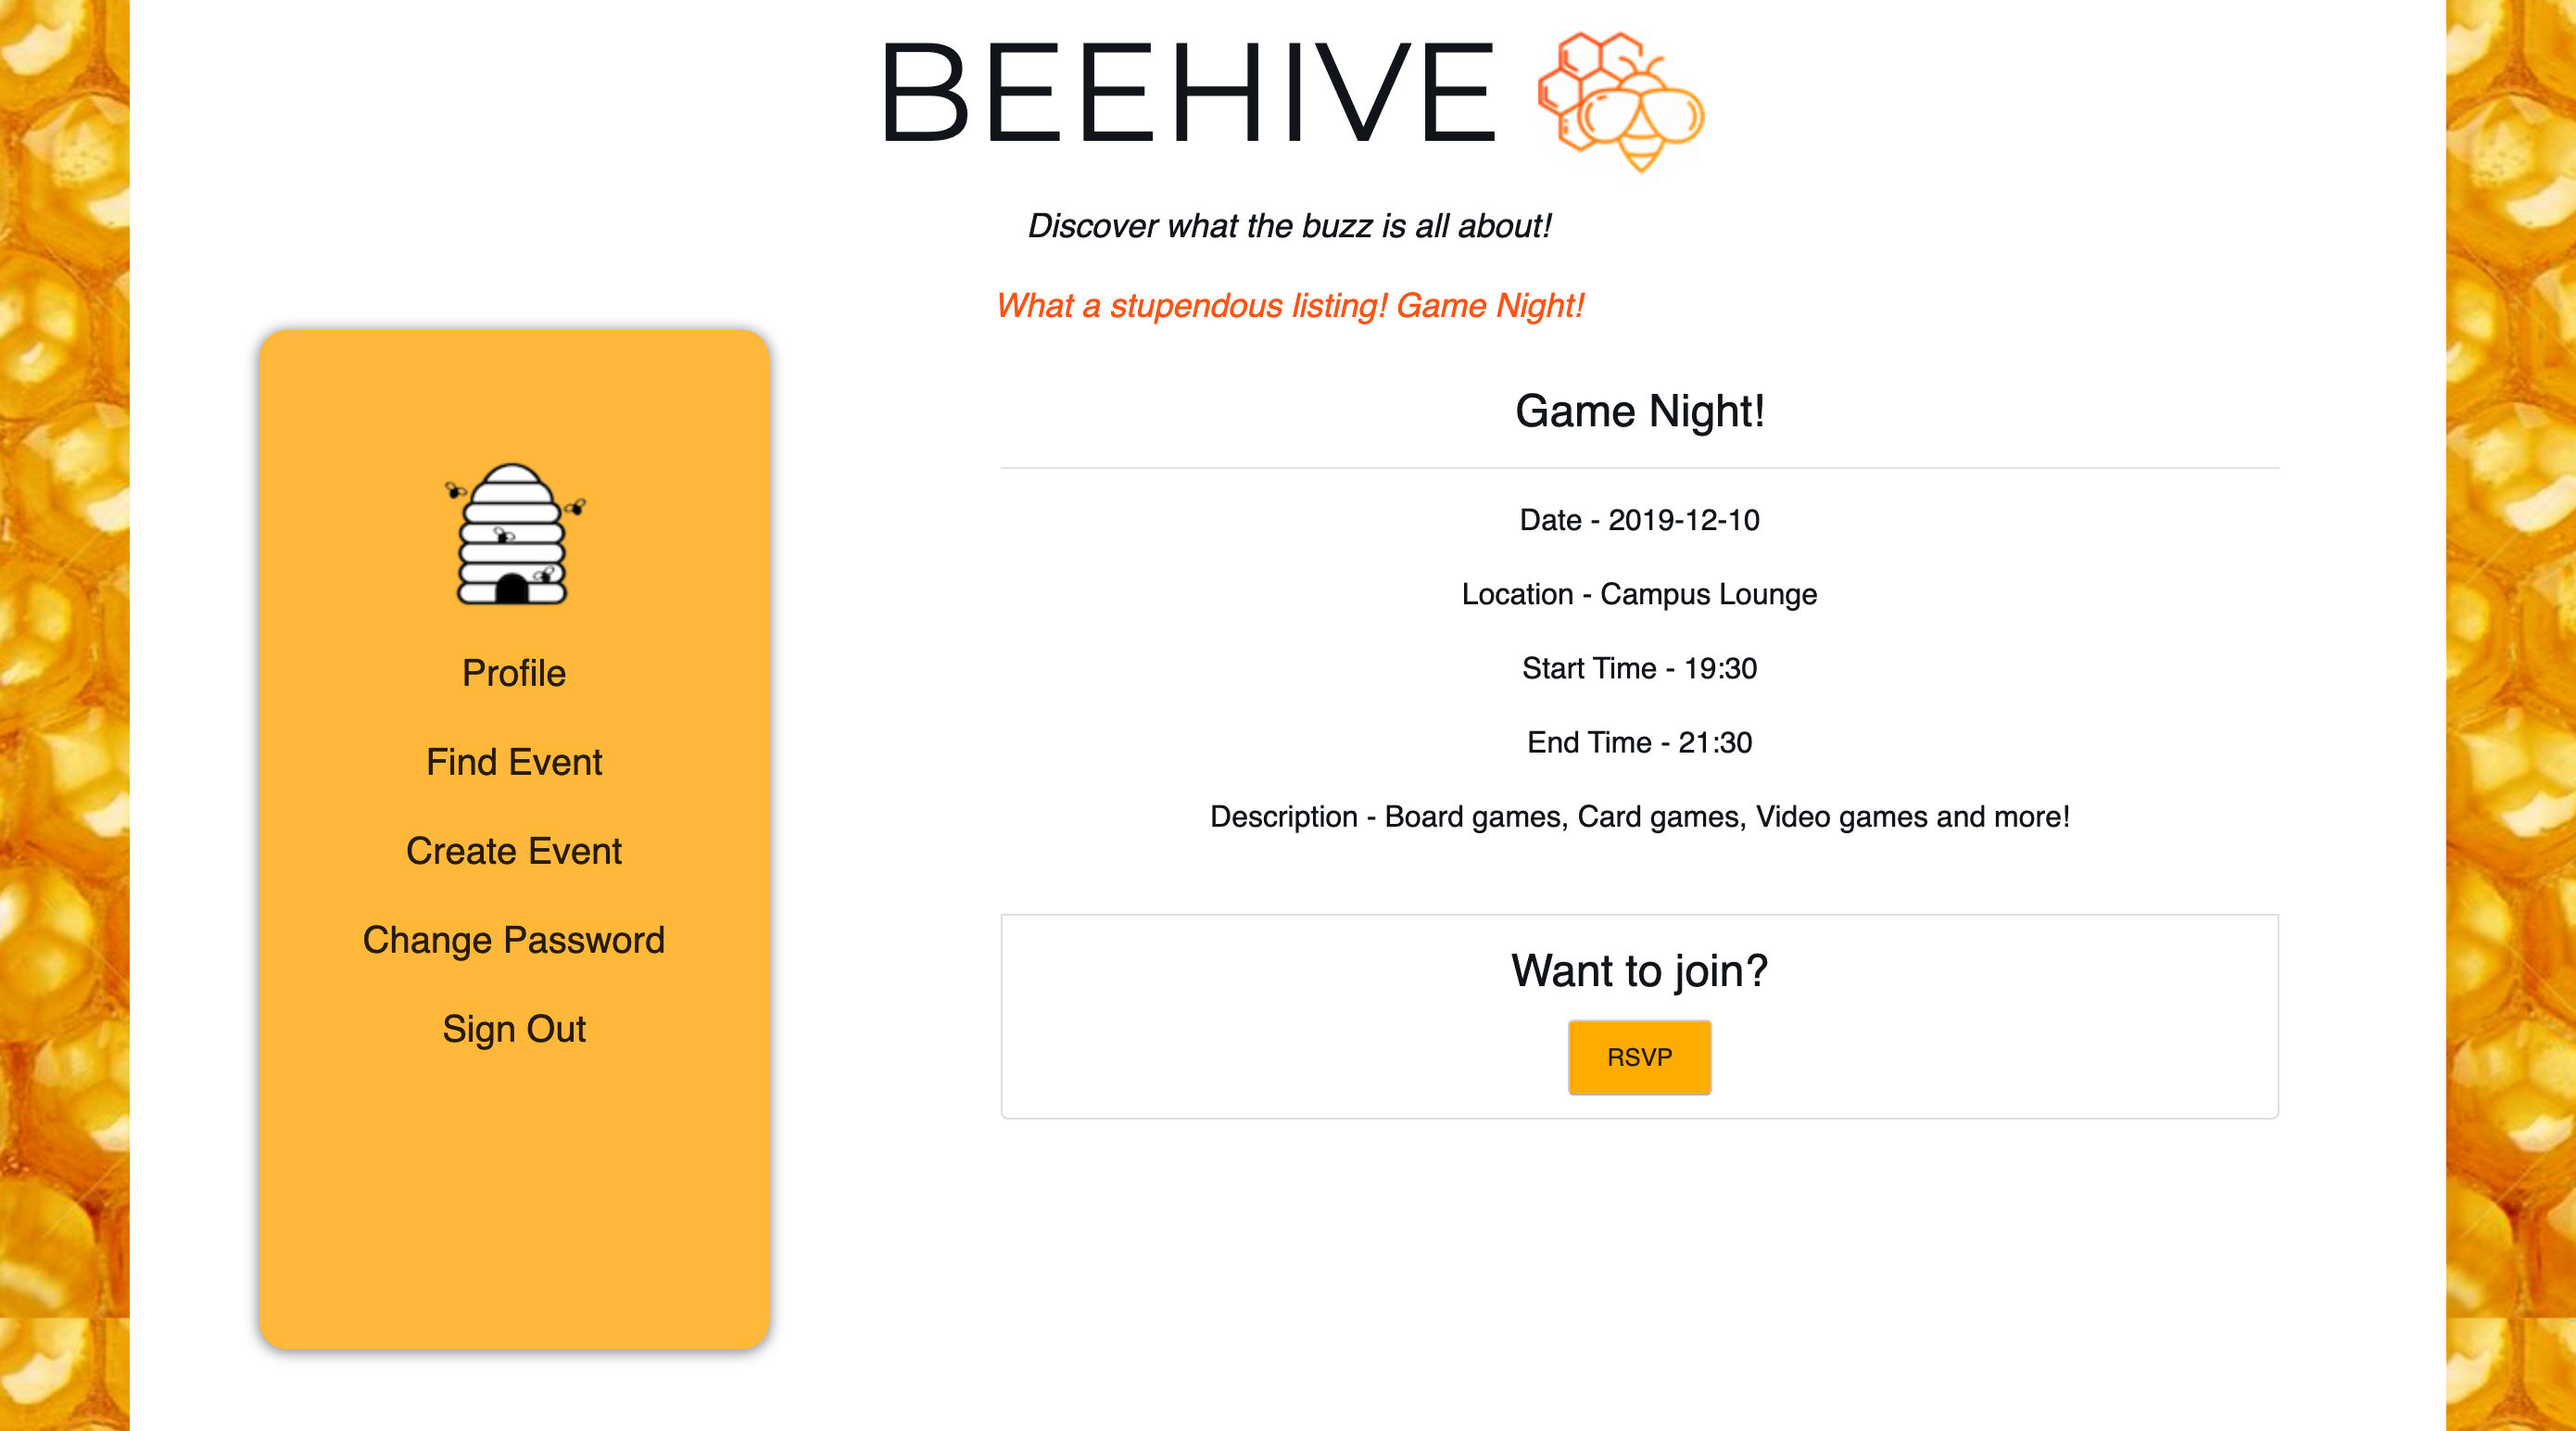 BEEHIVE
Discover what the buzz is all about!
What a stupendous listing! Game Night!
Profile
Find Event
Create Event
Change Password
Sign Out
Game Night!
Date - 2019-12-10
Location - Campus Lounge
Start Time - 19:30
End Time - 21:30
Description - Board games, Card games, Video games and more!
Want to join?
RSVP